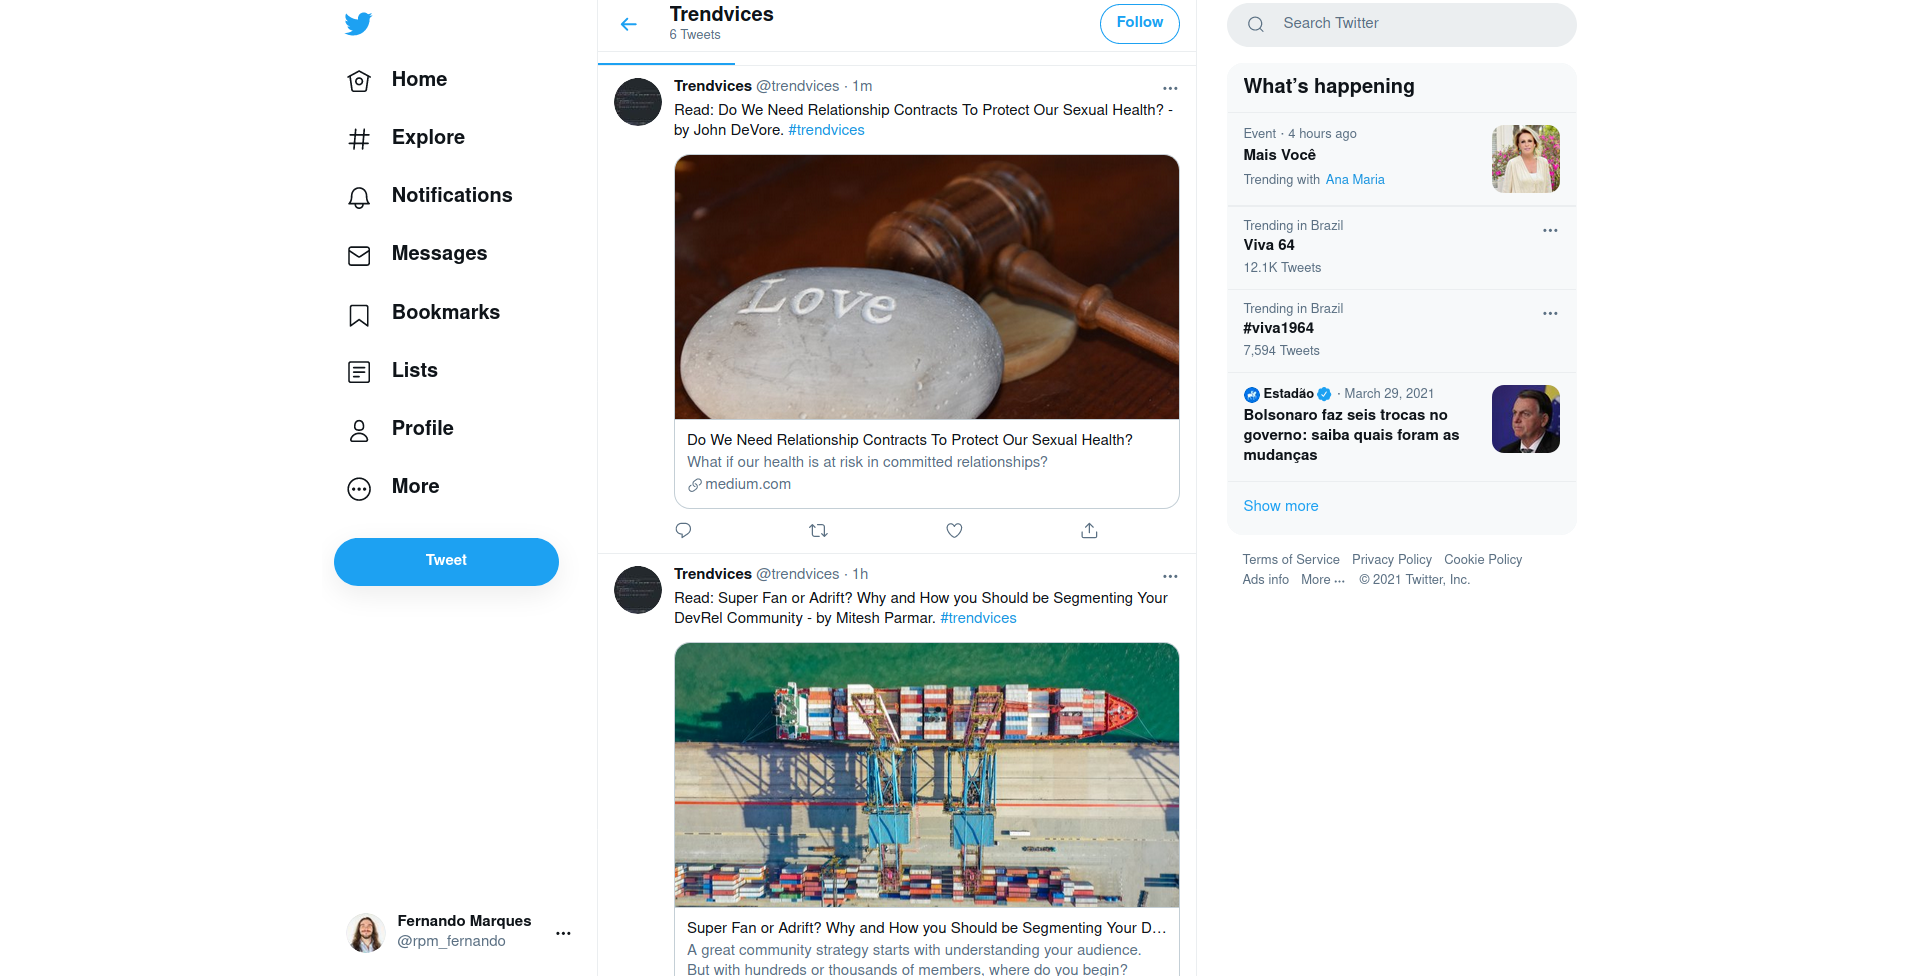 Home
Explore
Notifications
Messages
Bookmarks
Lists
Profile
More
Tweet
Fernando Marques
@rpm_fernando
Trendvices
6 Tweets
Follow
Trendvices @trendvices · 1m
Read: Do We Need Relationship Contracts To Protect Our Sexual Health? -
by John DeVore. #trendvices
Love
Do We Need Relationship Contracts To Protect Our Sexual Health?
What if our health is at risk in committed relationships?
medium.com
Trendvices @trendvices · 1h
Read: Super Fan or Adrift? Why and How you Should be Segmenting Your
DevRel Community - by Mitesh Parmar. #trendvices
Super Fan or Adrift? Why and How you Should be Segmenting Your D…
A great community strategy starts with understanding your audience.
But with hundreds or thousands of members, where do you begin?
Search Twitter
What’s happening
Event · 4 hours ago
Mais Você
Trending with Ana Maria
Trending in Brazil
Viva 64
12.1K Tweets
Trending in Brazil
#viva1964
7,594 Tweets
Estadão · March 29, 2021
Bolsonaro faz seis trocas no
governo: saiba quais foram as
mudanças
Show more
Terms of Service Privacy Policy Cookie Policy
Ads info More ··· © 2021 Twitter, Inc.